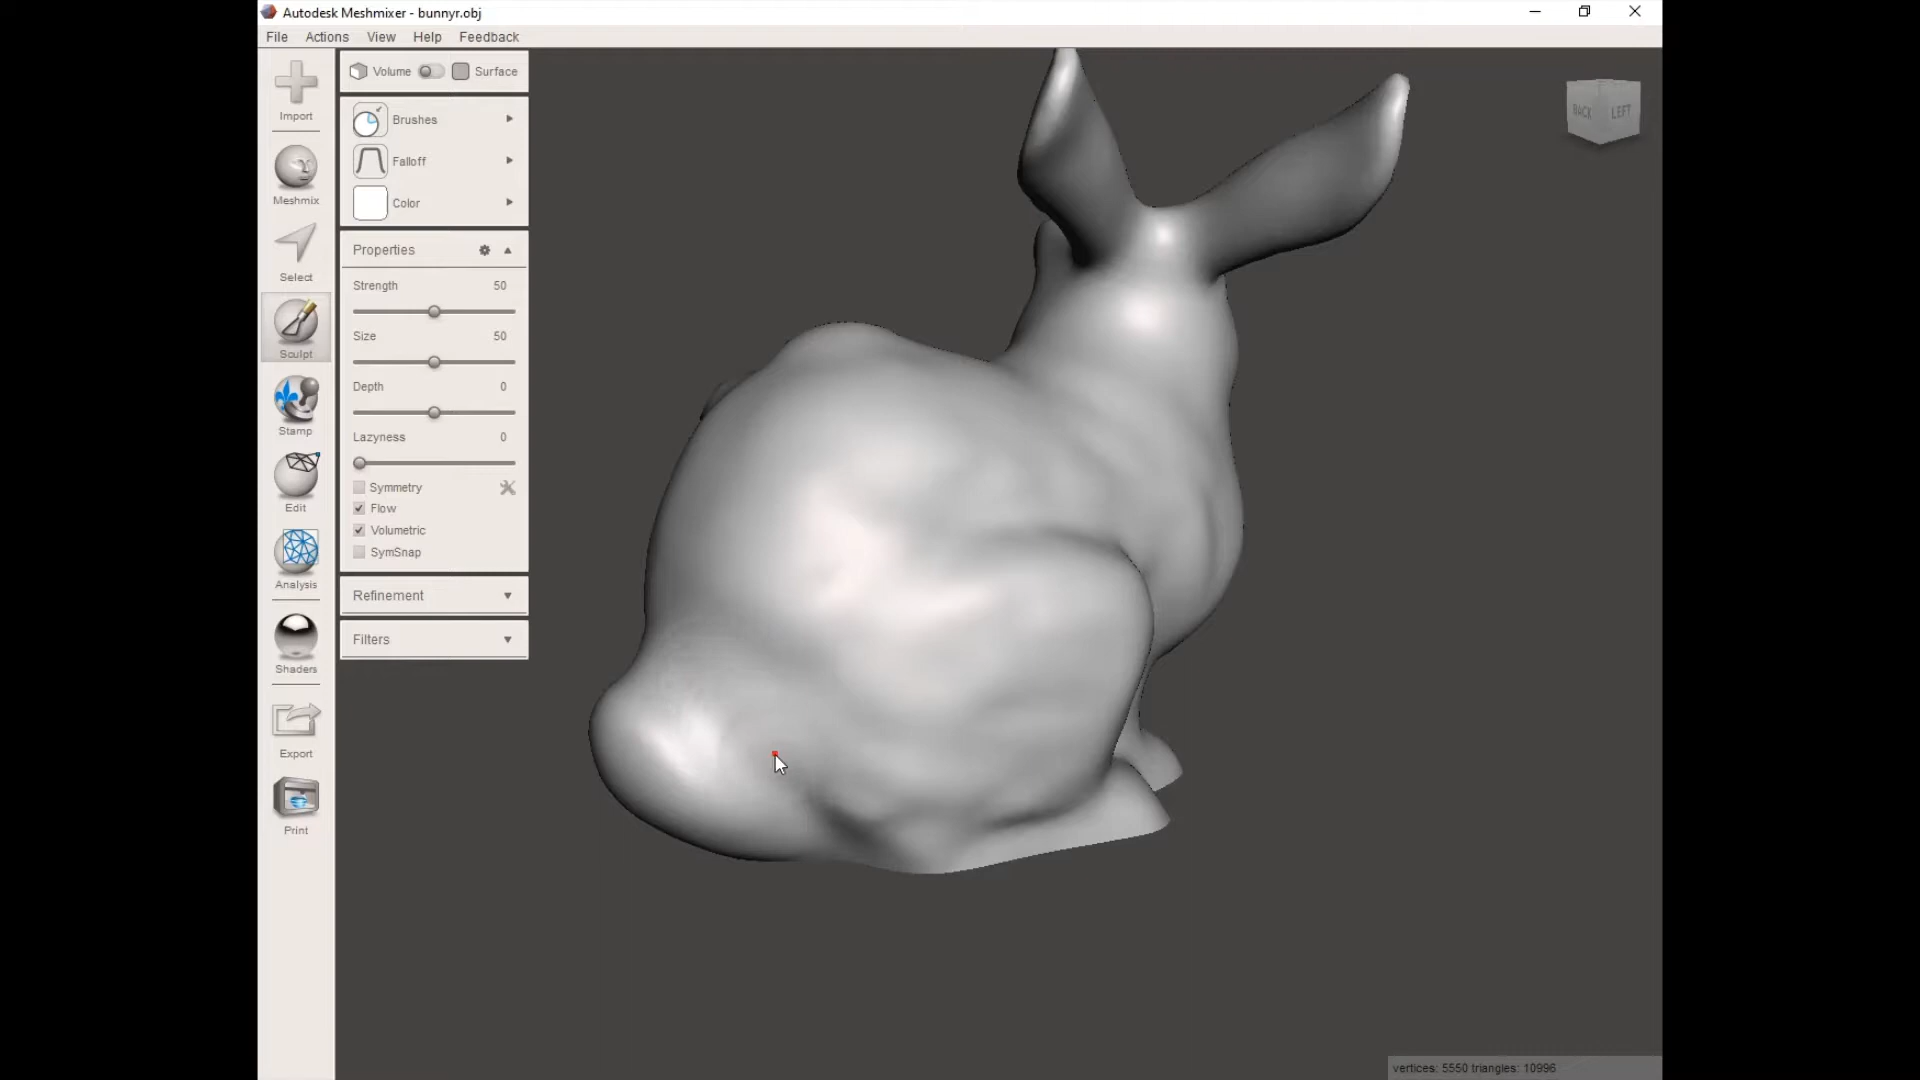 Autodesk Meshmixer - bunnyr.obj
File Actions View Help Feedback
Import
Meshmix
Select
Sculpt
Stamp
Edit
Analysis
Shaders
Export
Print
Volume Surface
Brushes
Falloff
Color
Properties
Strength 50
Size 50
Depth 0
Lazyness 0
Symmetry
Flow
Volumetric
SymSnap
Refinement
Filters
BACK LEFT
vertices: 5550 triangles: 10996